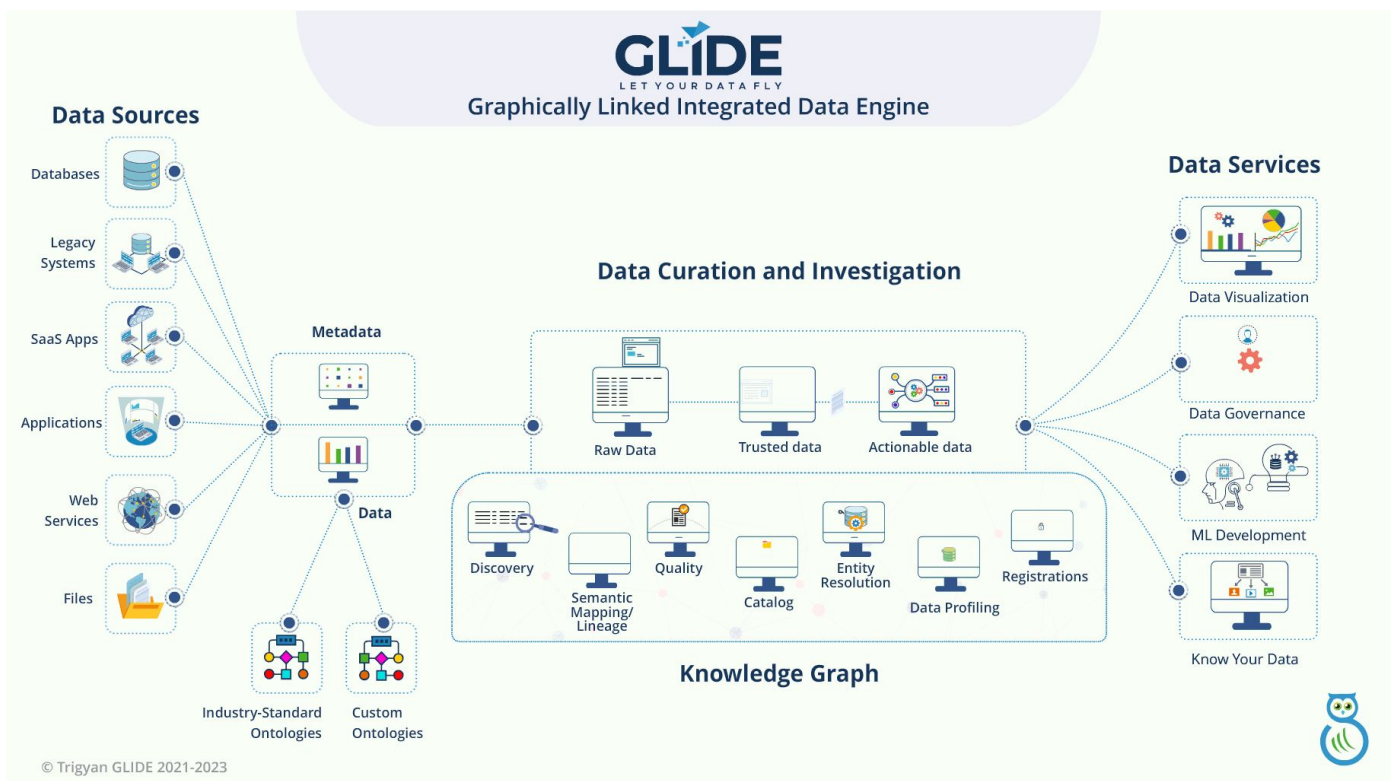 GLIDE
LET YOUR DATA FLY
Graphically Linked Integrated Data Engine
Data Sources
Databases
Legacy
Systems
SaaS Apps
Applications
Web
Services
Files
Metadata
Data
Industry-Standard
Ontologies
Custom
Ontologies
Data Curation and Investigation
Raw Data
Trusted data
Actionable data
Discovery
Semantic
Mapping/
Lineage
Quality
Catalog
Entity
Resolution
Data Profiling
Registrations
Knowledge Graph
Data Services
Data Visualization
Data Governance
ML Development
Know Your Data
© Trigyan GLIDE 2021-2023